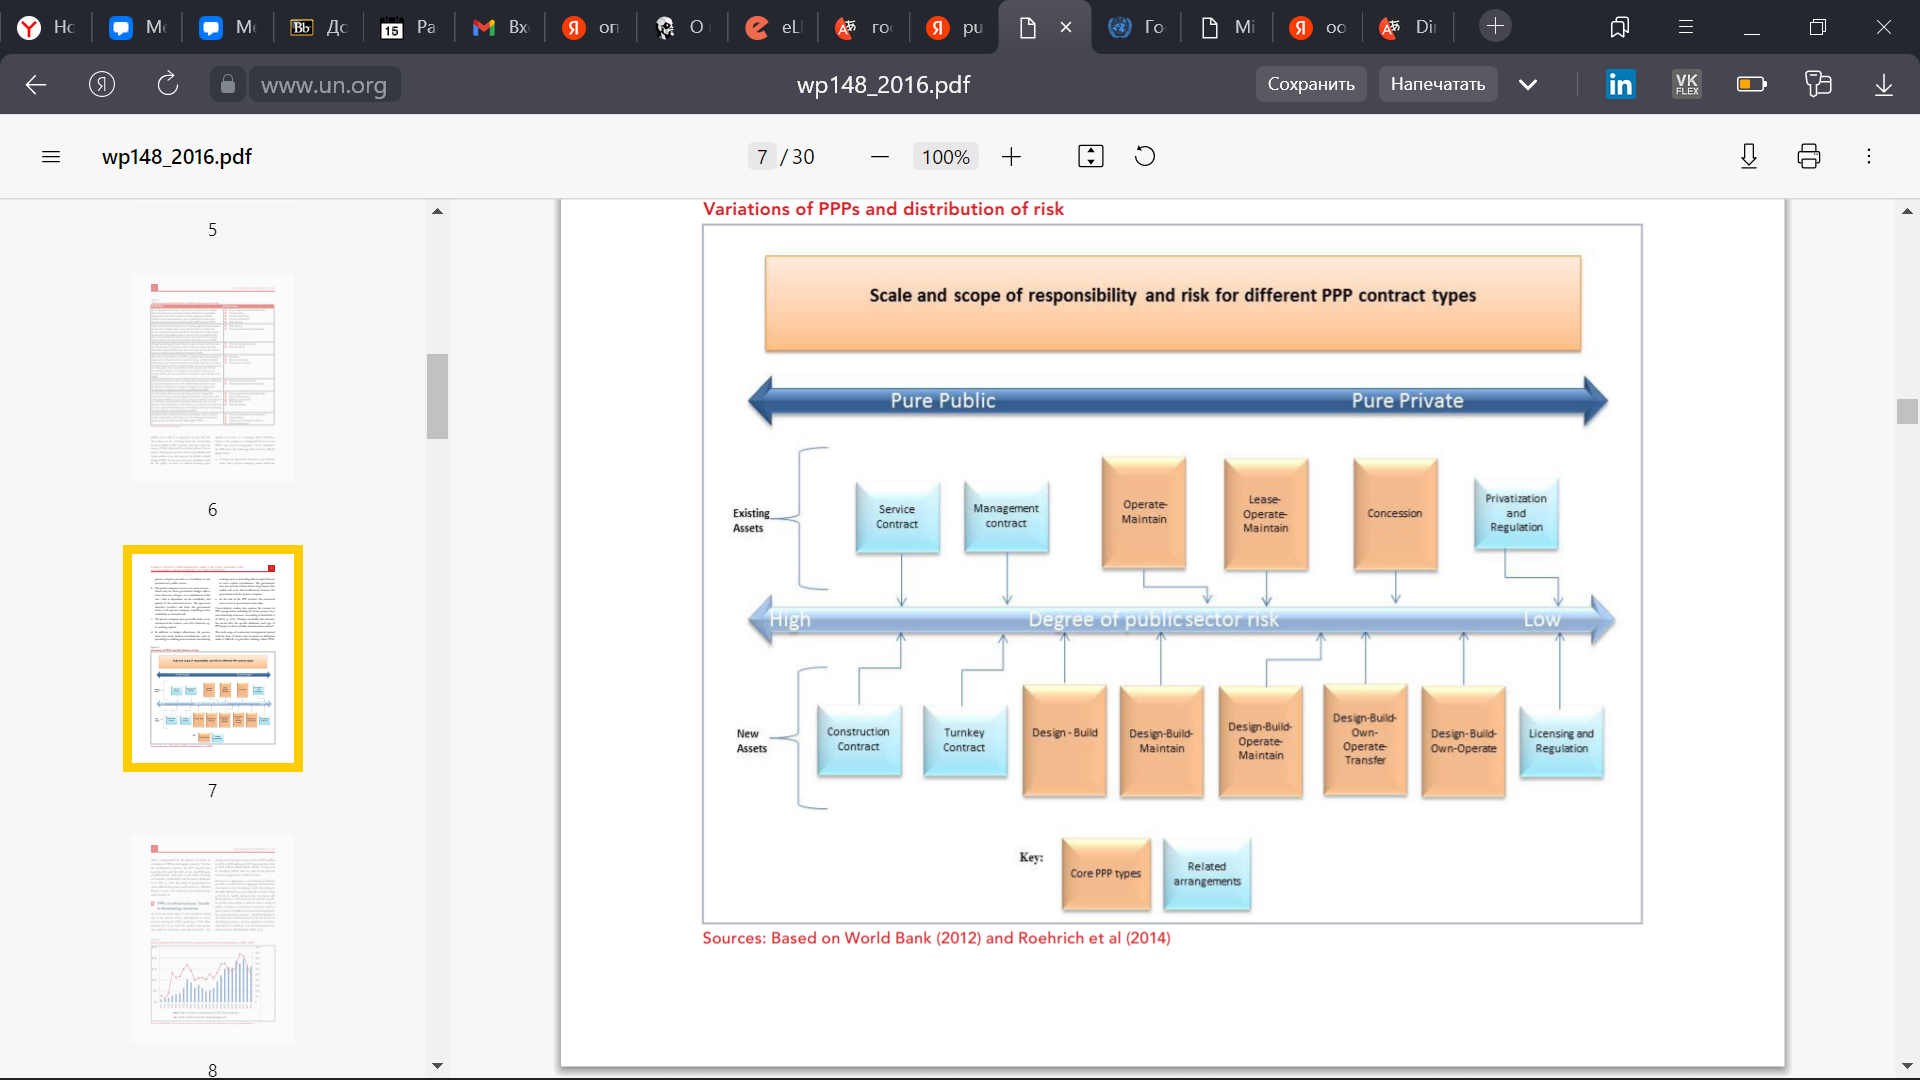 Нс
Ме
Ме
Bb До
15 Ра
Вх
Я оп
О
eLI
го
Я pu
Го
Mi
Я оо
Di
www.un.org
wp148_2016.pdf
Сохранить
Напечатать
in
VK FLEX
wp148_2016.pdf
7 / 30
100%
5
6
7
8
Variations of PPPs and distribution of risk
Scale and scope of responsibility and risk for different PPP contract types
Pure Public
Pure Private
Existing
Assets
Service
Contract
Management
contract
Operate-
Maintain
Lease-
Operate-
Maintain
Concession
Privatization
and
Regulation
High
Degree of public sector risk
Low
New
Assets
Construction
Contract
Turnkey
Contract
Design - Build
Design-Build-
Maintain
Design-Build-
Operate-
Maintain
Design-Build-
Own-
Operate-
Transfer
Design-Build-
Own-Operate
Licensing and
Regulation
Key:
Core PPP types
Related
arrangements
Sources: Based on World Bank (2012) and Roehrich et al (2014)